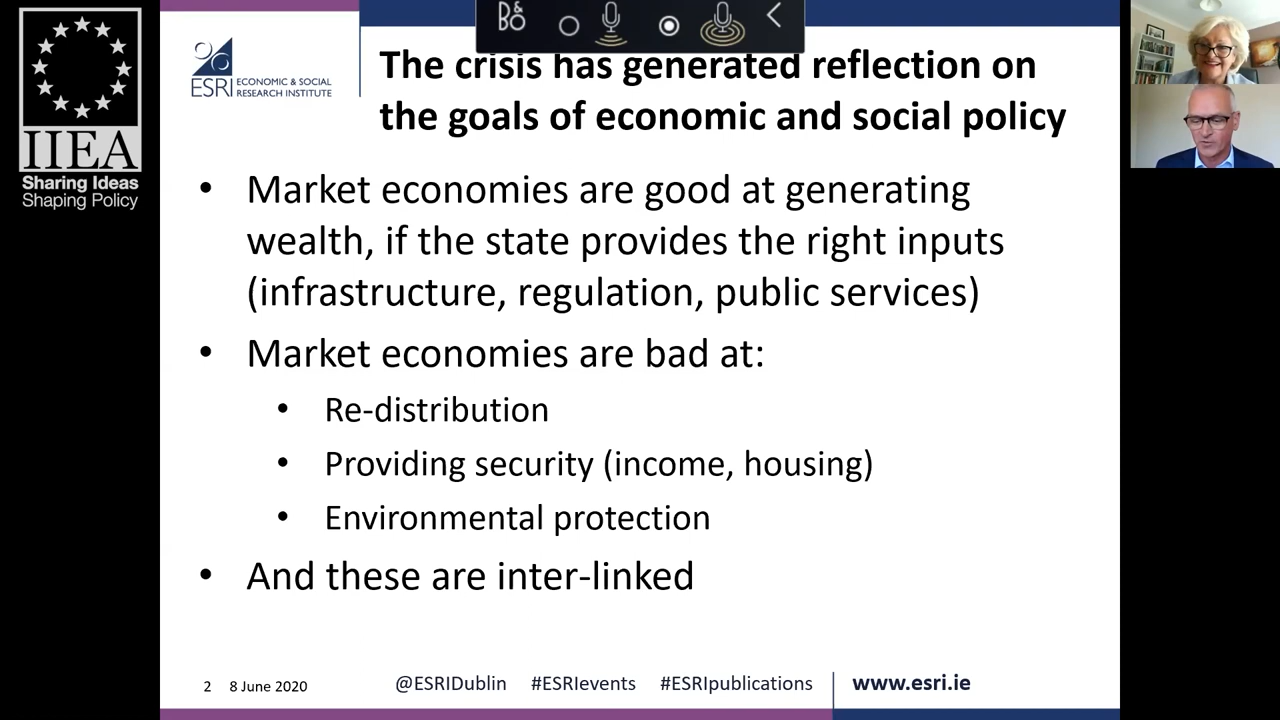 IIEA
Sharing Ideas
Shaping Policy
B&O
ESRI
ECONOMIC & SOCIAL
RESEARCH INSTITUTE
The crisis has generated reflection on
the goals of economic and social policy
• Market economies are good at generating
wealth, if the state provides the right inputs
(infrastructure, regulation, public services)
• Market economies are bad at:
• Re-distribution
• Providing security (income, housing)
• Environmental protection
• And these are inter-linked
2 8 June 2020 @ESRIDublin #ESRIevents #ESRIpublications www.esri.ie